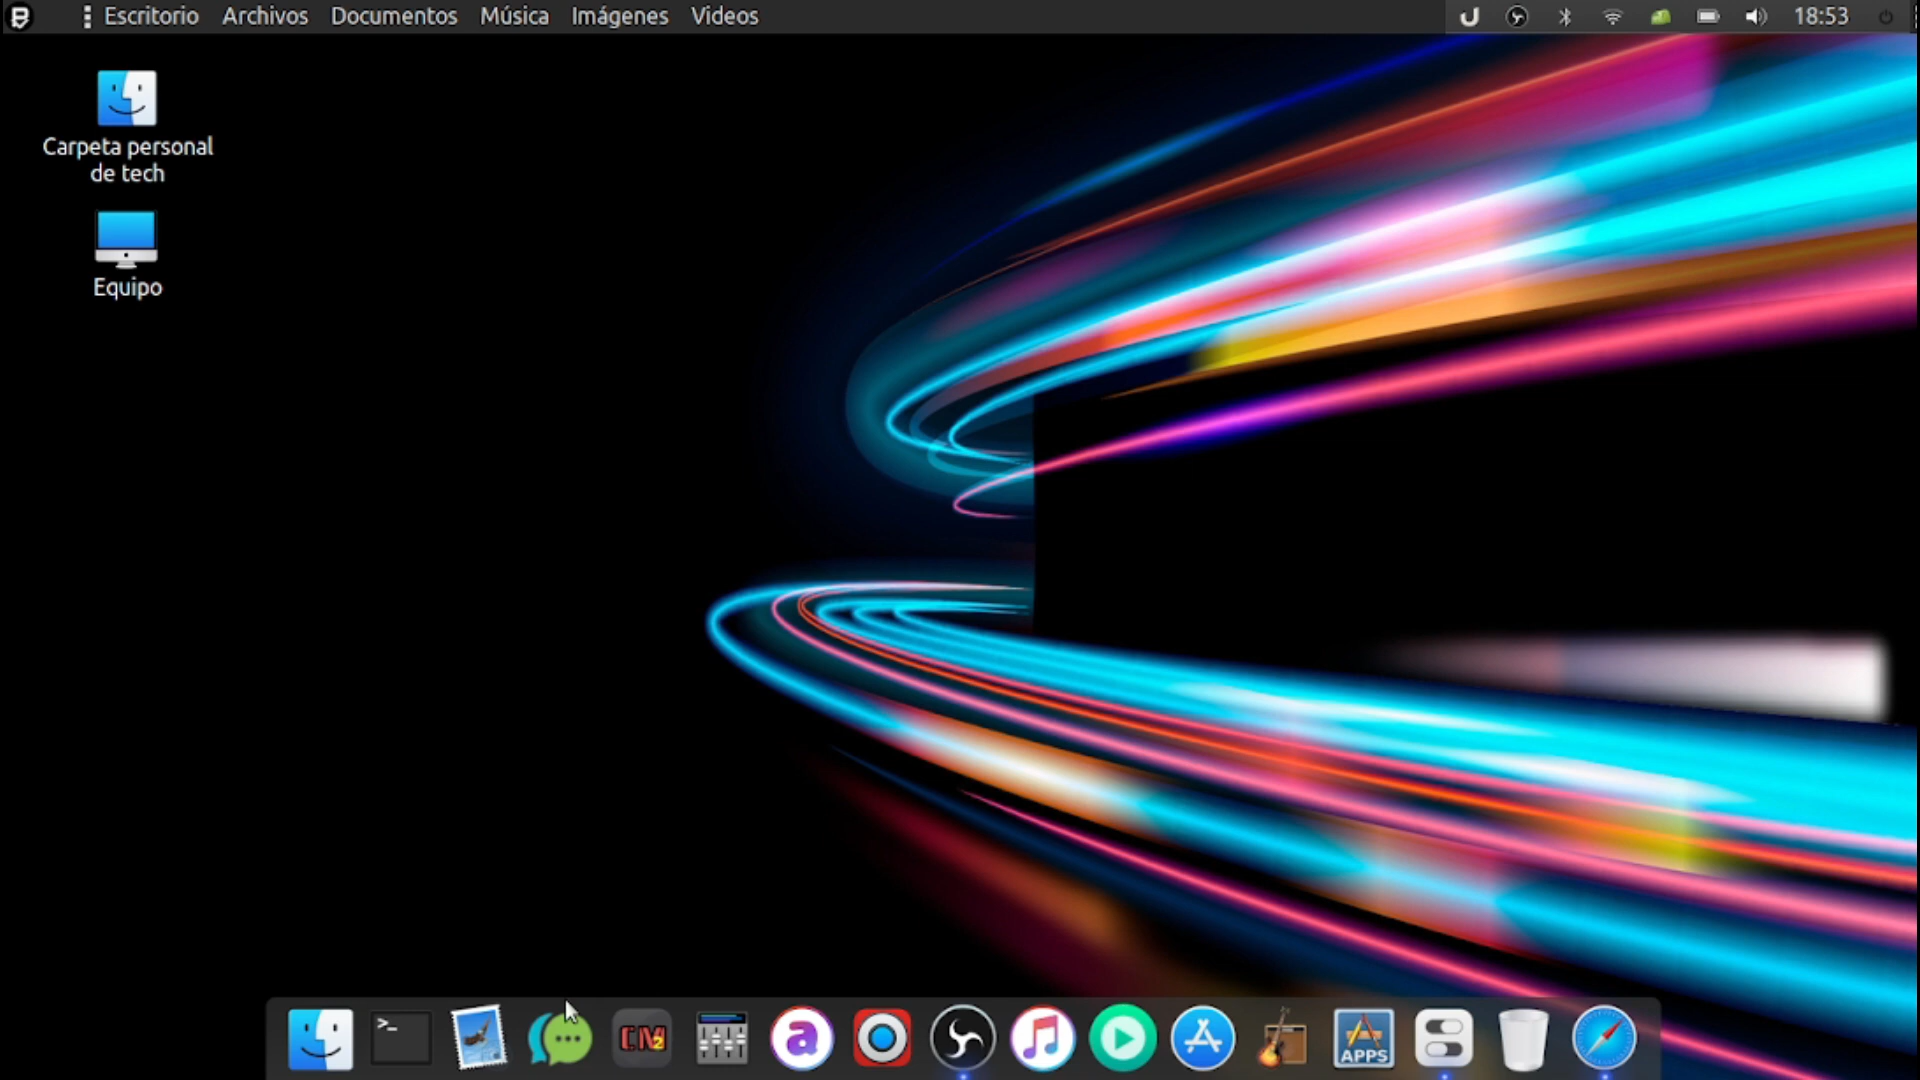 Escritorio Archivos Documentos Música Imágenes Videos 18:53
Carpeta personal
de tech
Equipo
>_
a
APPS